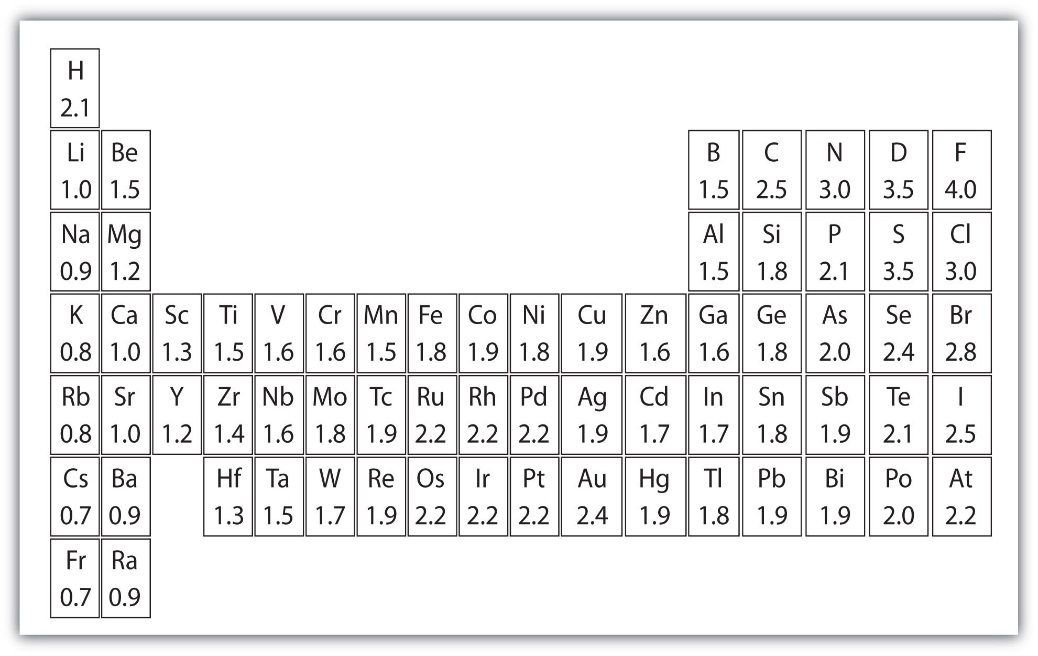 H
2.1
Li Be B C N D F
1.0 1.5 1.5 2.5 3.0 3.5 4.0
Na Mg Al Si P S Cl
0.9 1.2 1.5 1.8 2.1 3.5 3.0
K Ca Sc Ti V Cr Mn Fe Co Ni Cu Zn Ga Ge As Se Br
0.8 1.0 1.3 1.5 1.6 1.6 1.5 1.8 1.9 1.8 1.9 1.6 1.6 1.8 2.0 2.4 2.8
Rb Sr Y Zr Nb Mo Tc Ru Rh Pd Ag Cd In Sn Sb Te I
0.8 1.0 1.2 1.4 1.6 1.8 1.9 2.2 2.2 2.2 1.9 1.7 1.7 1.8 1.9 2.1 2.5
Cs Ba Hf Ta W Re Os Ir Pt Au Hg Tl Pb Bi Po At
0.7 0.9 1.3 1.5 1.7 1.9 2.2 2.2 2.2 2.4 1.9 1.8 1.9 1.9 2.0 2.2
Fr Ra
0.7 0.9